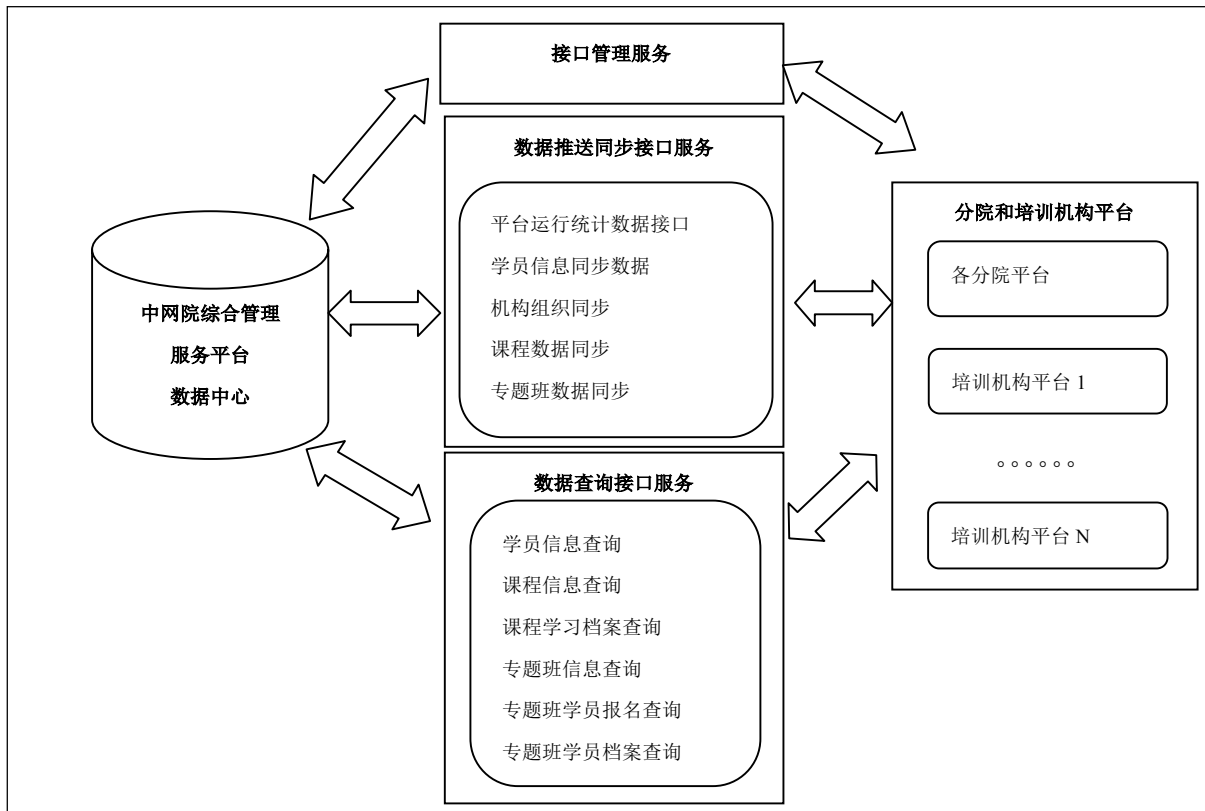 接口管理服务
数据推送同步接口服务
平台运行统计数据接口
学员信息同步数据
机构组织同步
课程数据同步
专题班数据同步
中网院综合管理
服务平台
数据中心
数据查询接口服务
学员信息查询
课程信息查询
课程学习档案查询
专题班信息查询
专题班学员报名查询
专题班学员档案查询
分院和培训机构平台
各分院平台
培训机构平台 1
。。。。。。
培训机构平台 N